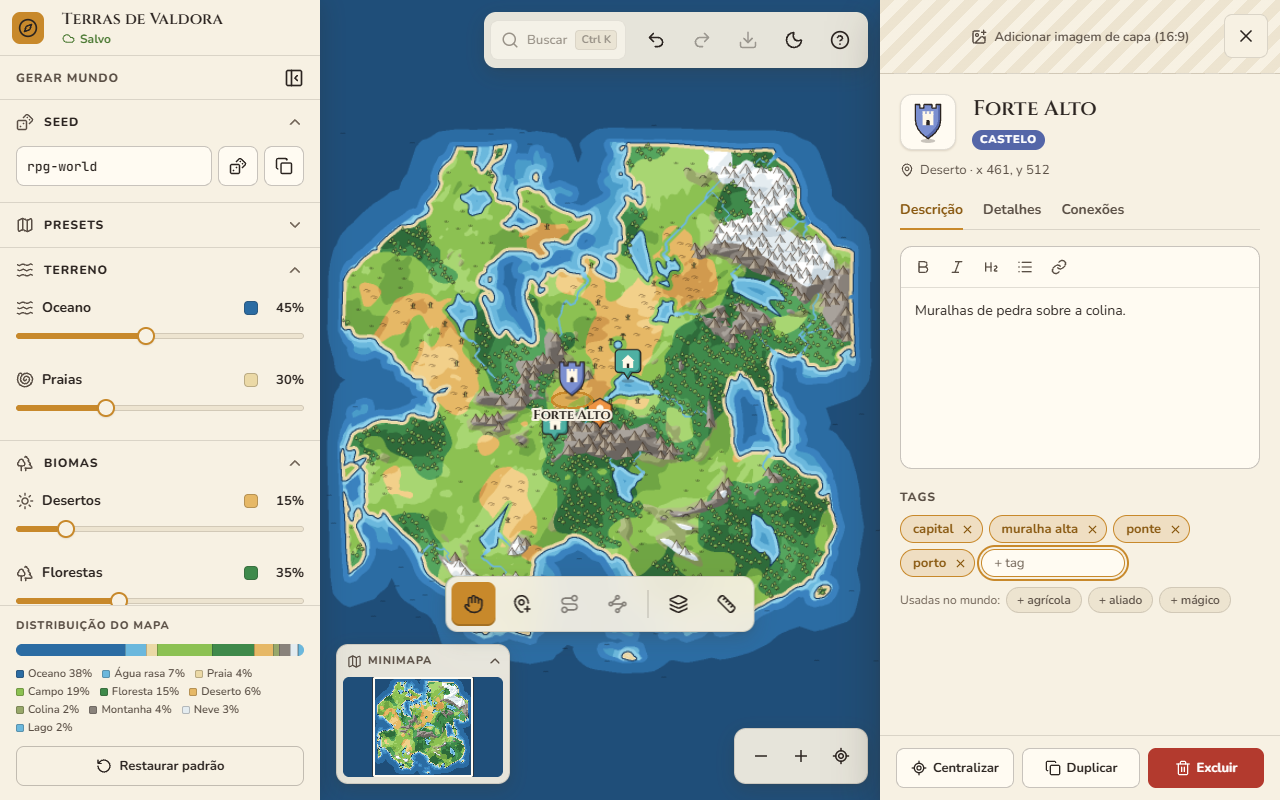 Terras de Valdora
Salvo
GERAR MUNDO
SEED
rpg-world
PRESETS
TERRENO
Oceano 45%
Praias 30%
BIOMAS
Desertos 15%
Florestas 35%
DISTRIBUIÇÃO DO MAPA
Oceano 38% Água rasa 7% Praia 4%
Campo 19% Floresta 15% Deserto 6%
Colina 2% Montanha 4% Neve 3%
Lago 2%
Restaurar padrão
Buscar Ctrl K
Forte Alto
MINIMAPA
Adicionar imagem de capa (16:9)
Forte Alto
CASTELO
Deserto · x 461, y 512
Descrição Detalhes Conexões
B I H₂
Muralhas de pedra sobre a colina.
TAGS
capital × muralha alta × ponte ×
porto × + tag
Usadas no mundo: + agrícola + aliado + mágico
Centralizar Duplicar Excluir